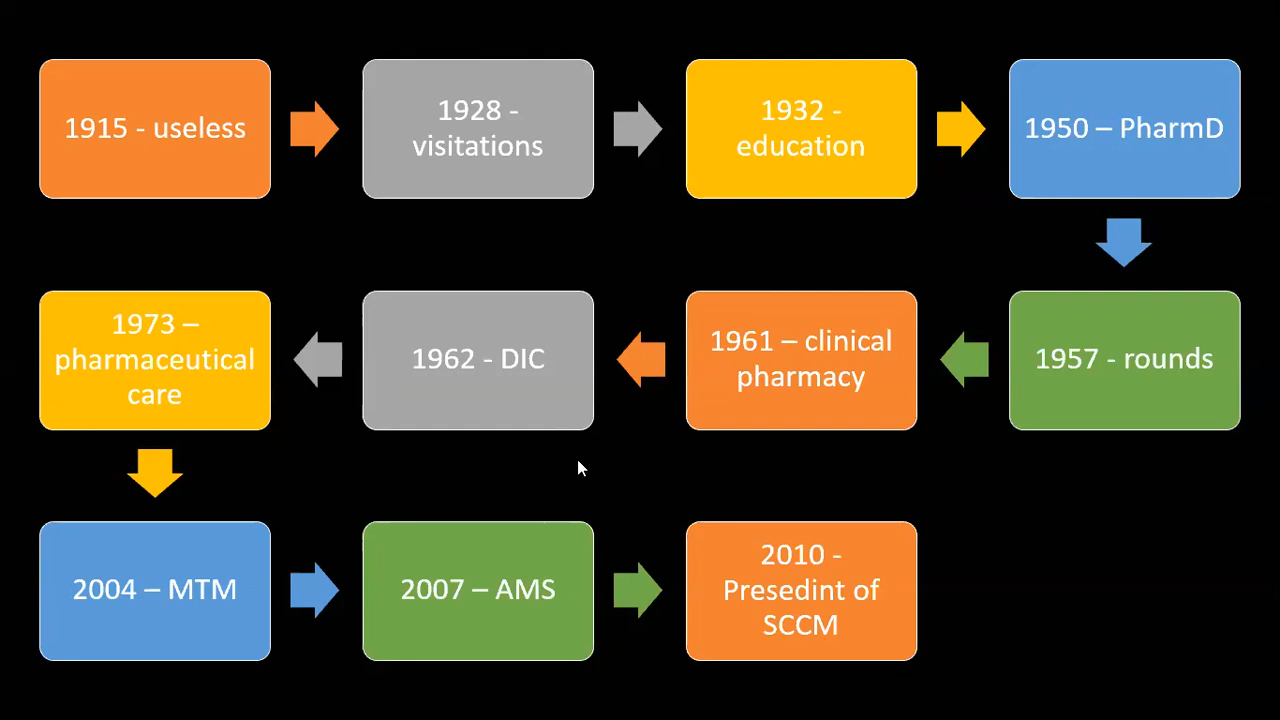 1915 - useless
1928 -
visitations
1932 -
education
1950 – PharmD
1957 - rounds
1961 – clinical
pharmacy
1962 - DIC
1973 –
pharmaceutical
care
2004 – MTM
2007 – AMS
2010 -
Presedint of
SCCM